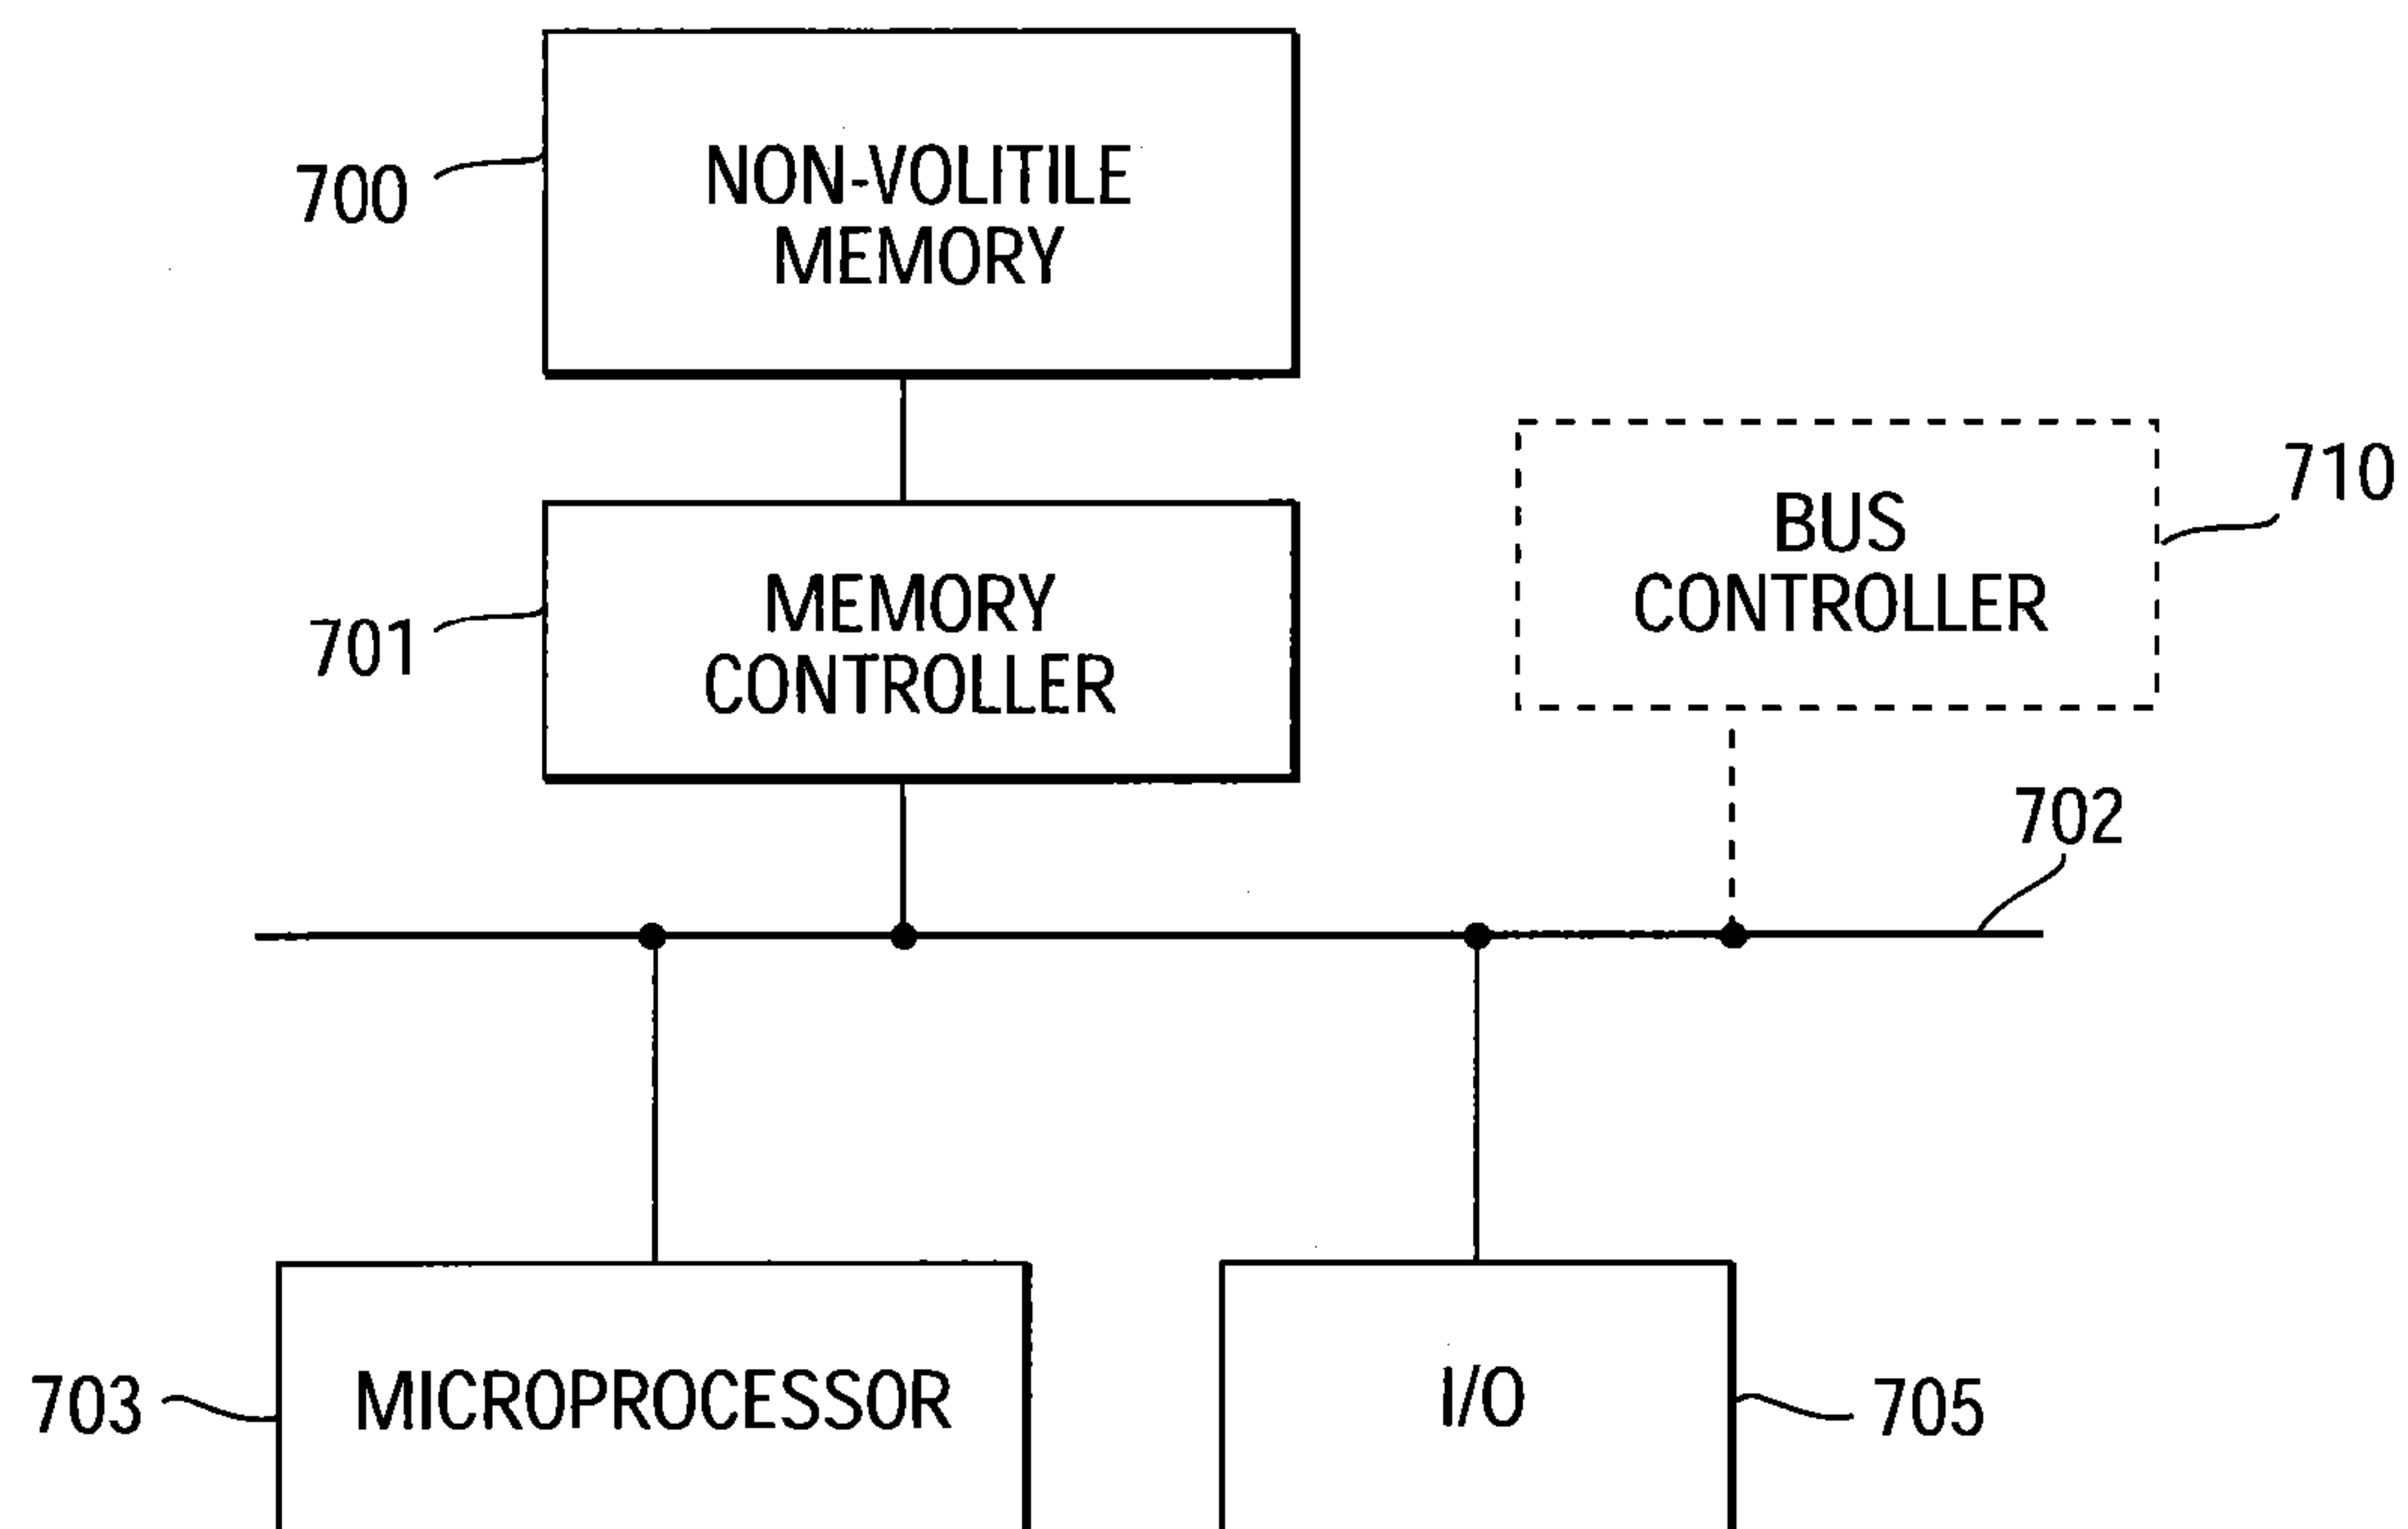 700
NON-VOLITILE
MEMORY
710
BUS
CONTROLLER
701
MEMORY
CONTROLLER
702
703
MICROPROCESSOR
I/O
705